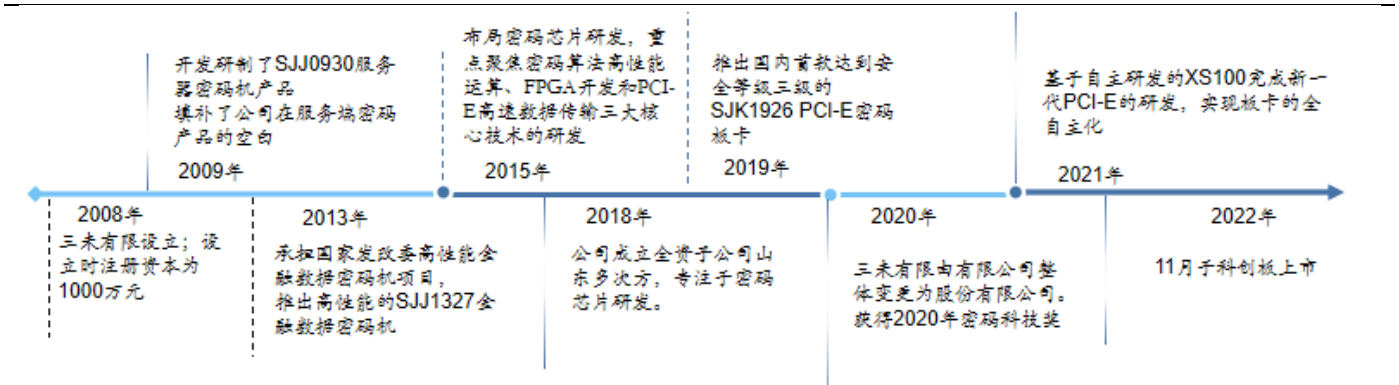 开发研制了SJJ0930服务
器密码机产品
填补了公司在服务端密码
产品的空白
2009年
布局密码芯片研发，重
点聚焦密码算法高性能
运算、FPGA开发和PCI-
E高速数据传输三大核
心技术的研发
2015年
推出国内首款达到安
全等级三级的
SJK1926 PCI-E密码
板卡
2019年
基于自主研发的XS100完成新一
代PCI-E的研发，实现板卡的全
自主化
2021年
2008年
三未有限设立；设
立时注册资本为
1000万元
2013年
承担国家发改委高性能金
融数据密码机项目，
推出高性能的SJJ1327金
融数据密码机
2018年
公司成立全资子公司山
东多次方，专注于密码
芯片研发。
2020年
三未有限由有限公司整
体变更为股份有限公司。
获得2020年密码科技奖
2022年
11月于科创板上市